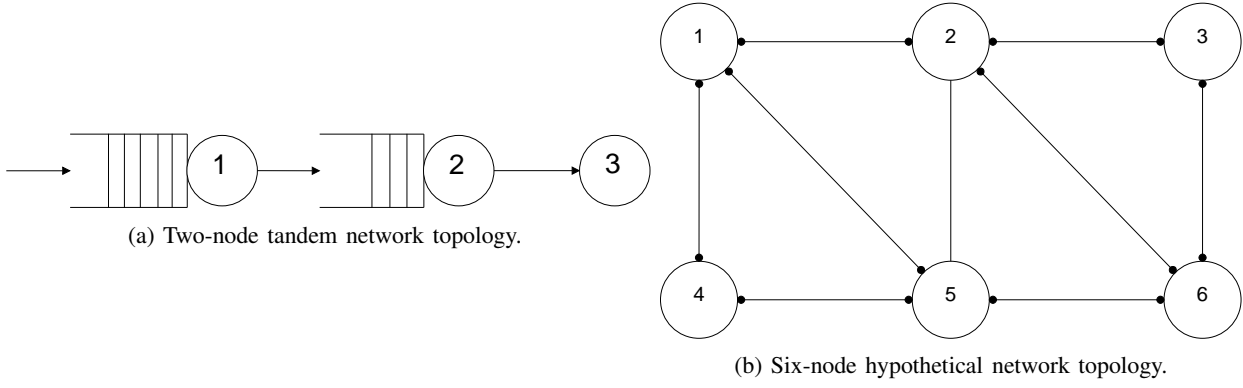 1 2 3
(a) Two-node tandem network topology.
1 2 3
4 5 6
(b) Six-node hypothetical network topology.